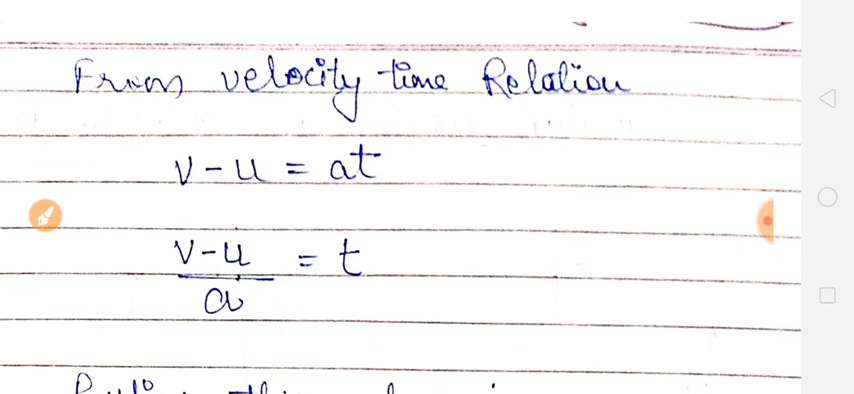 From velocity-time Relation
v - u = at
v - u
a
= t